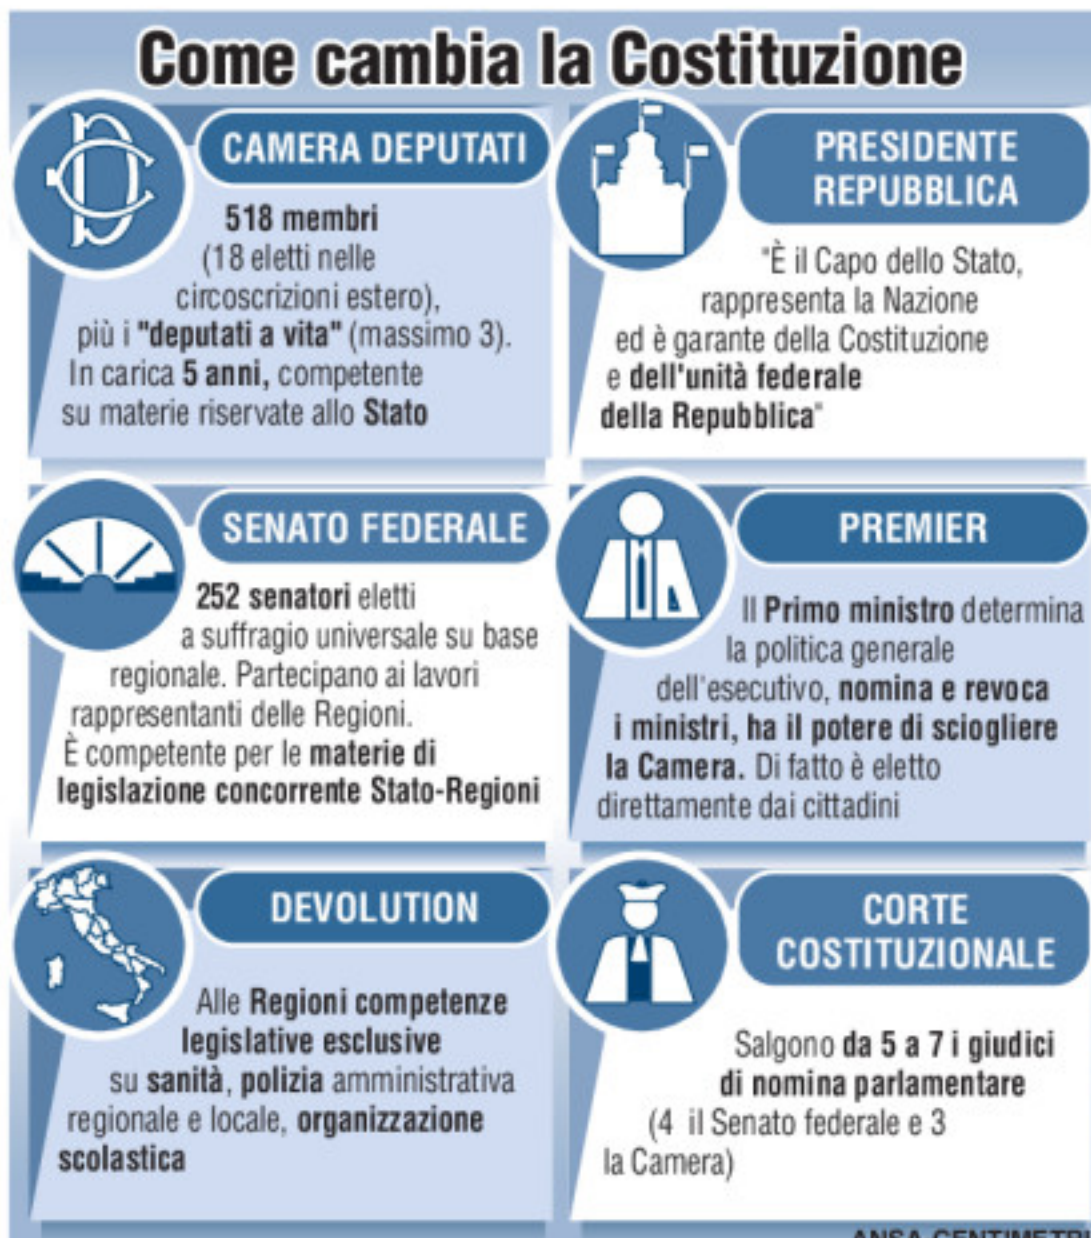 Come cambia la Costituzione
CAMERA DEPUTATI
518 membri
(18 eletti nelle
circoscrizioni estero),
più i "deputati a vita" (massimo 3).
In carica 5 anni, competente
su materie riservate allo Stato
PRESIDENTE
REPUBBLICA
"È il Capo dello Stato,
rappresenta la Nazione
ed è garante della Costituzione
e dell'unità federale
della Repubblica"
SENATO FEDERALE
252 senatori eletti
a suffragio universale su base
regionale. Partecipano ai lavori
rappresentanti delle Regioni.
È competente per le materie di
legislazione concorrente Stato-Regioni
PREMIER
Il Primo ministro determina
la politica generale
dell'esecutivo, nomina e revoca
i ministri, ha il potere di sciogliere
la Camera. Di fatto è eletto
direttamente dai cittadini
DEVOLUTION
Alle Regioni competenze
legislative esclusive
su sanità, polizia amministrativa
regionale e locale, organizzazione
scolastica
CORTE
COSTITUZIONALE
Salgono da 5 a 7 i giudici
di nomina parlamentare
(4 il Senato federale e 3
la Camera)
ANSA-CENTIMETRI